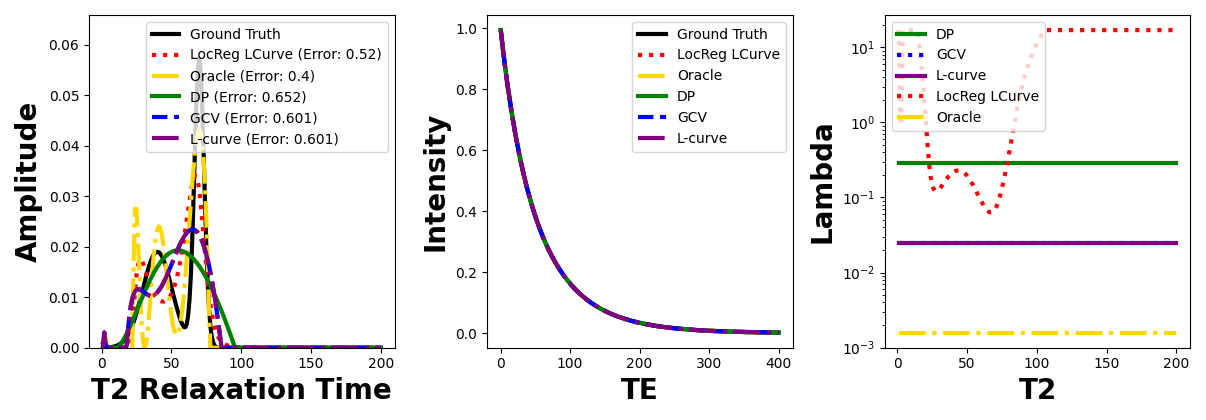 Amplitude
0.06
0.05
0.04
0.03
0.02
0.01
0.00
0
50
100
150
200
T2 Relaxation Time
Ground Truth
LocReg LCurve (Error: 0.52)
Oracle (Error: 0.4)
DP (Error: 0.652)
GCV (Error: 0.601)
L-curve (Error: 0.601)
Intensity
1.0
0.8
0.6
0.4
0.2
0.0
0
100
200
300
400
TE
Ground Truth
LocReg LCurve
Oracle
DP
GCV
L-curve
Lambda
10¹
10⁰
10⁻¹
10⁻²
10⁻³
0
50
100
150
200
T2
DP
GCV
L-curve
LocReg LCurve
Oracle